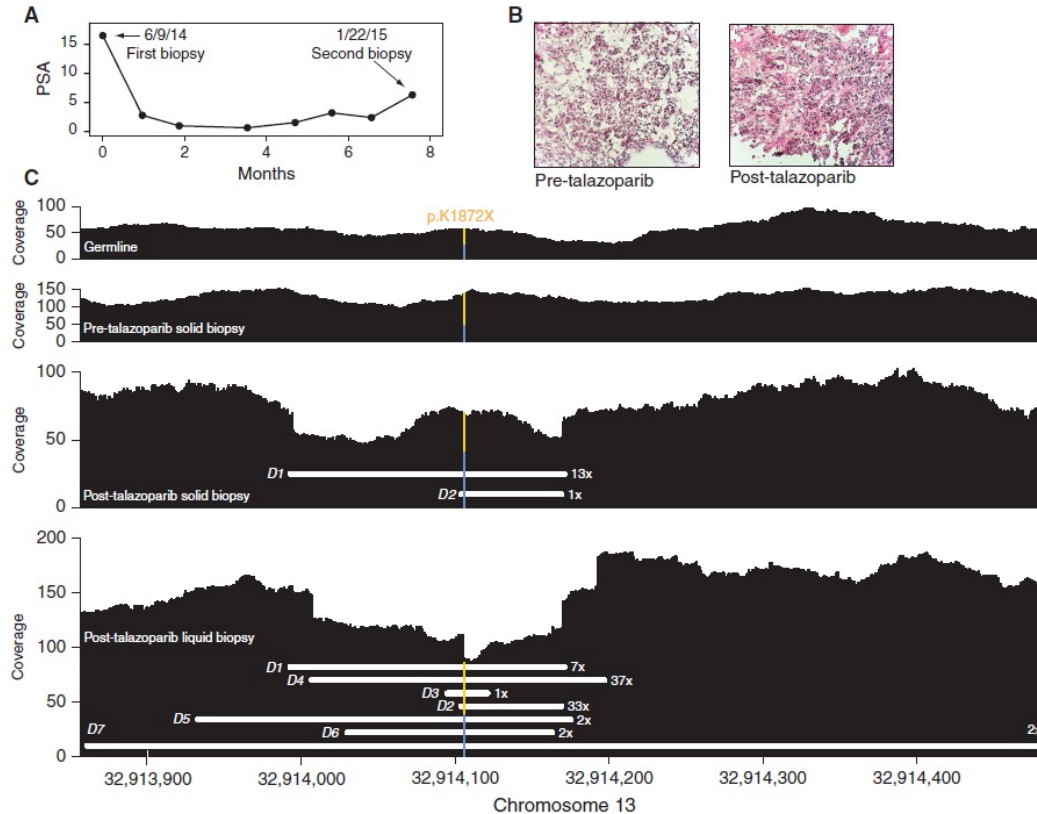 A
B
15
10
5
0
PSA
6/9/14
First biopsy
1/22/15
Second biopsy
0
2
4
6
8
Months
Pre-talazoparib
Post-talazoparib
C
Coverage
100
50
0
p.K1872X
Germline
Coverage
150
100
50
0
Pre-talazoparib solid biopsy
Coverage
100
50
0
D1
13x
D2
1x
Post-talazoparib solid biopsy
Coverage
200
150
100
50
0
Post-talazoparib liquid biopsy
D1
7x
D4
37x
D3
1x
D2
33x
D5
2x
D6
2x
D7
2x
32,913,900
32,914,000
32,914,100
32,914,200
32,914,300
32,914,400
Chromosome 13